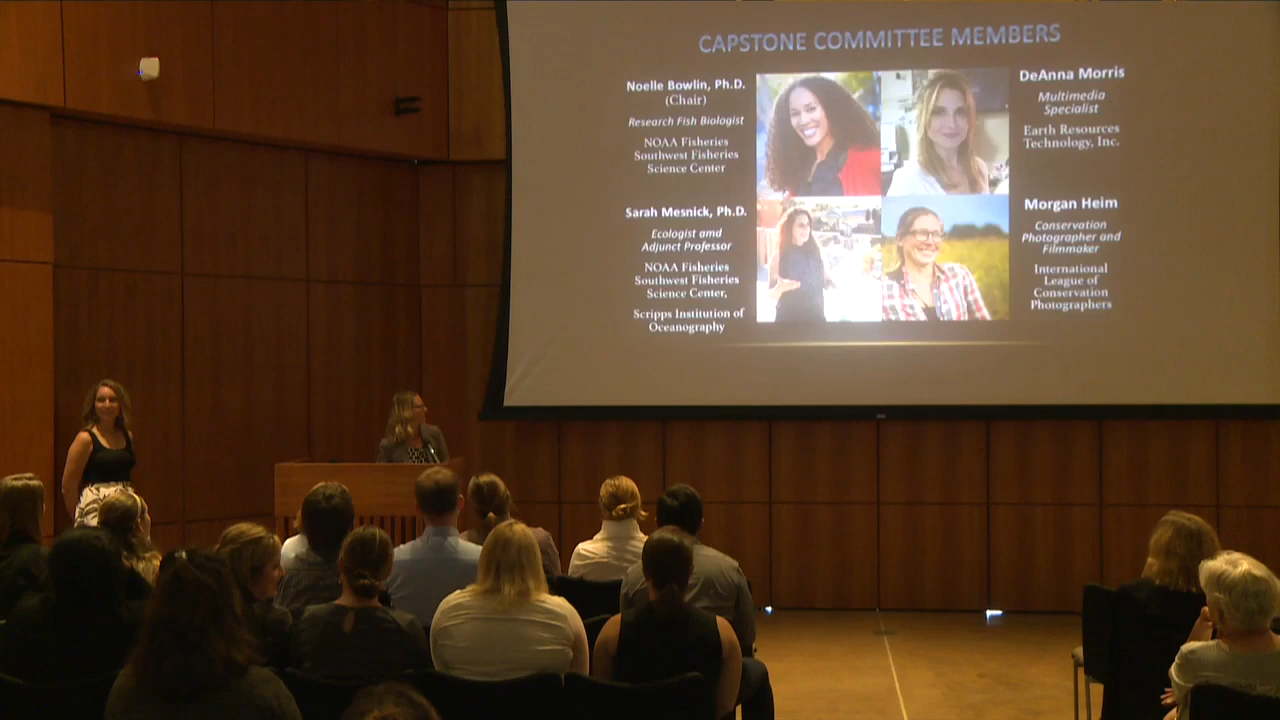 CAPSTONE COMMITTEE MEMBERS
Noelle Bowlin, Ph.D.
(Chair)
Research Fish Biologist
NOAA Fisheries
Southwest Fisheries
Science Center
DeAnna Morris
Multimedia
Specialist
Earth Resources
Technology, Inc.
Sarah Mesnick, Ph.D.
Ecologist and
Adjunct Professor
NOAA Fisheries
Southwest Fisheries
Science Center,
Scripps Institution of
Oceanography
Morgan Heim
Conservation
Photographer and
Filmmaker
International
League of
Conservation
Photographers